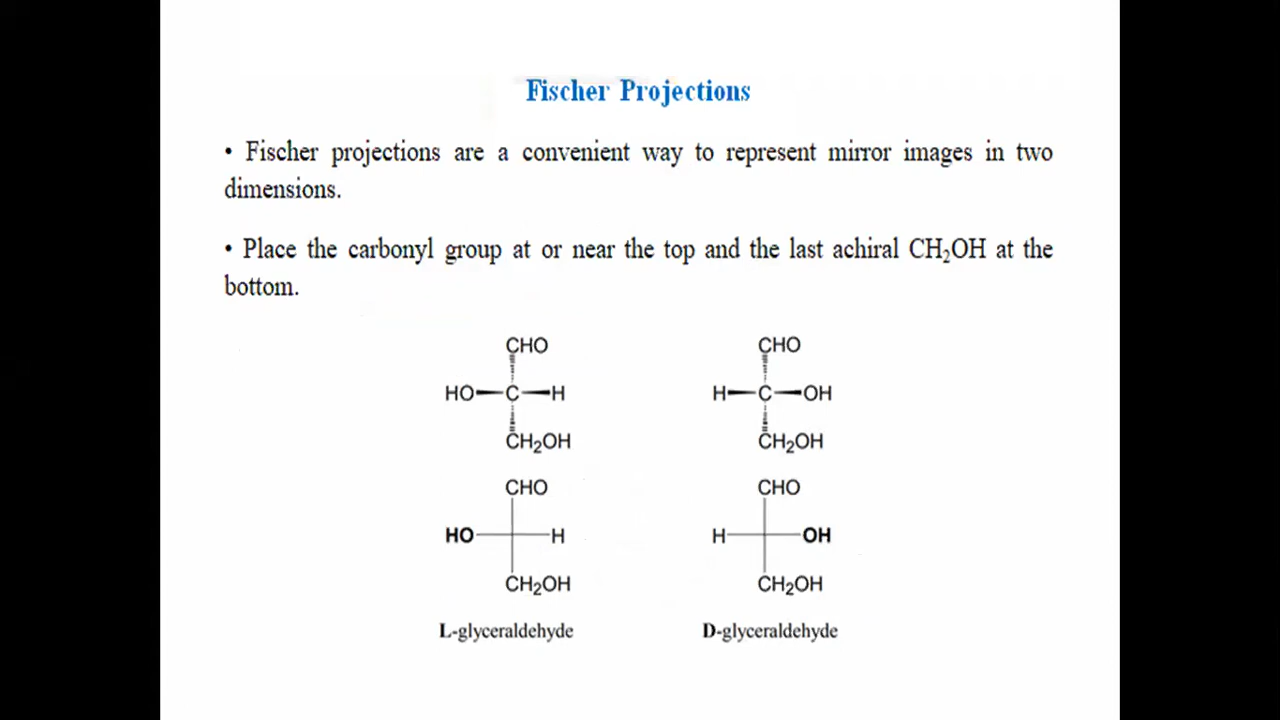 Fischer Projections
• Fischer projections are a convenient way to represent mirror images in two
dimensions.
• Place the carbonyl group at or near the top and the last achiral CH₂OH at the
bottom.
CHO CHO
HO C H H C OH
CH₂OH CH₂OH
CHO CHO
HO H H OH
CH₂OH CH₂OH
L-glyceraldehyde D-glyceraldehyde